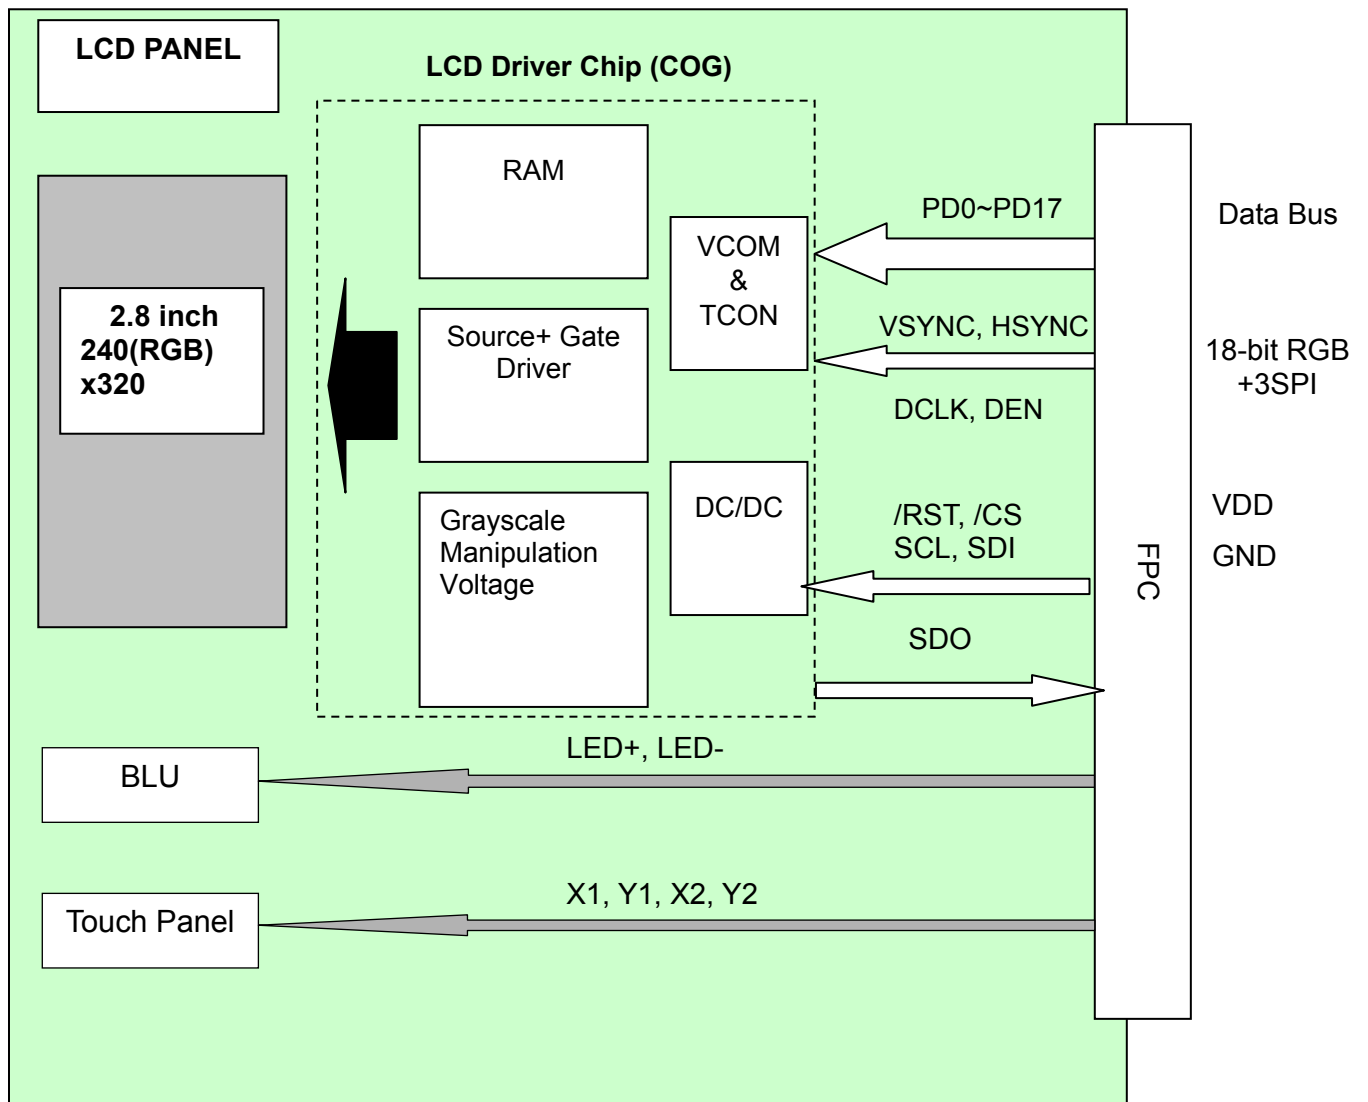 LCD PANEL
LCD Driver Chip (COG)
RAM
PD0~PD17
Data Bus
VCOM
&
TCON
2.8 inch
240(RGB)
x320
Source+ Gate
Driver
VSYNC, HSYNC
18-bit RGB
+3SPI
DCLK, DEN
Grayscale
Manipulation
Voltage
DC/DC
/RST, /CS
SCL, SDI
VDD
GND
FPC
SDO
LED+, LED-
BLU
X1, Y1, X2, Y2
Touch Panel